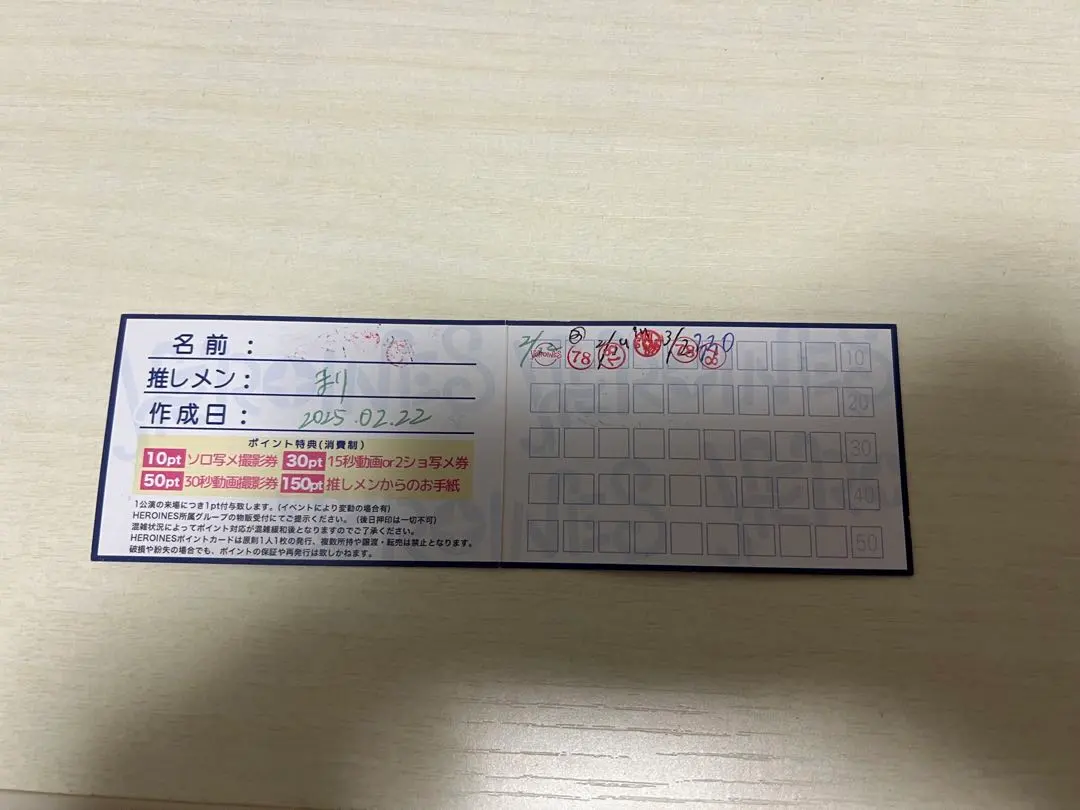 名前:
推しメン: まり
作成日: 2025.02.22
ポイント特典(消費制)
10pt ソロ写メ撮影券 30pt 15秒動画or2ショ写メ券
50pt 30秒動画撮影券 150pt 推しメンからのお手紙
1公演の来場につき1pt付与致します。(イベントにより変動の場合有)
HEROINES所属グループの物販受付にてご提示ください。(後日押印は一切不可)
混雑状況によってポイント対応が混雑緩和後となりますのでご了承ください。
HEROINESポイントカードは原則1人1枚の発行、複数所持や譲渡・転売は禁止となります。
破損や紛失の場合でも、ポイントの保証や再発行は致しかねます。
2/22 HEROINES 78 10
20
30
40
50